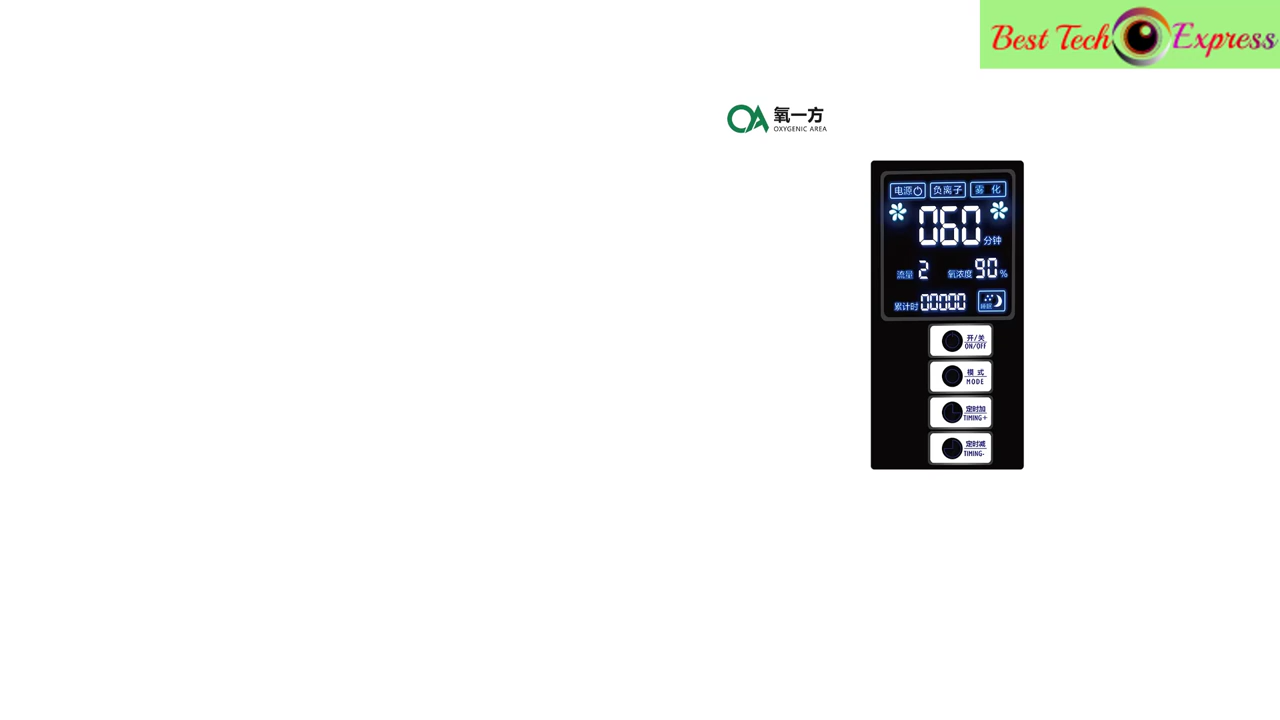 Best Tech Express
OA 氧一方
OXYGENIC AREA
电源 负离子 雾化
060 分钟
流量 2 氧浓度 90 %
累计时 00000 睡眠
开/关
ON/OFF
模式
MODE
定时加
TIMING+
定时减
TIMING-